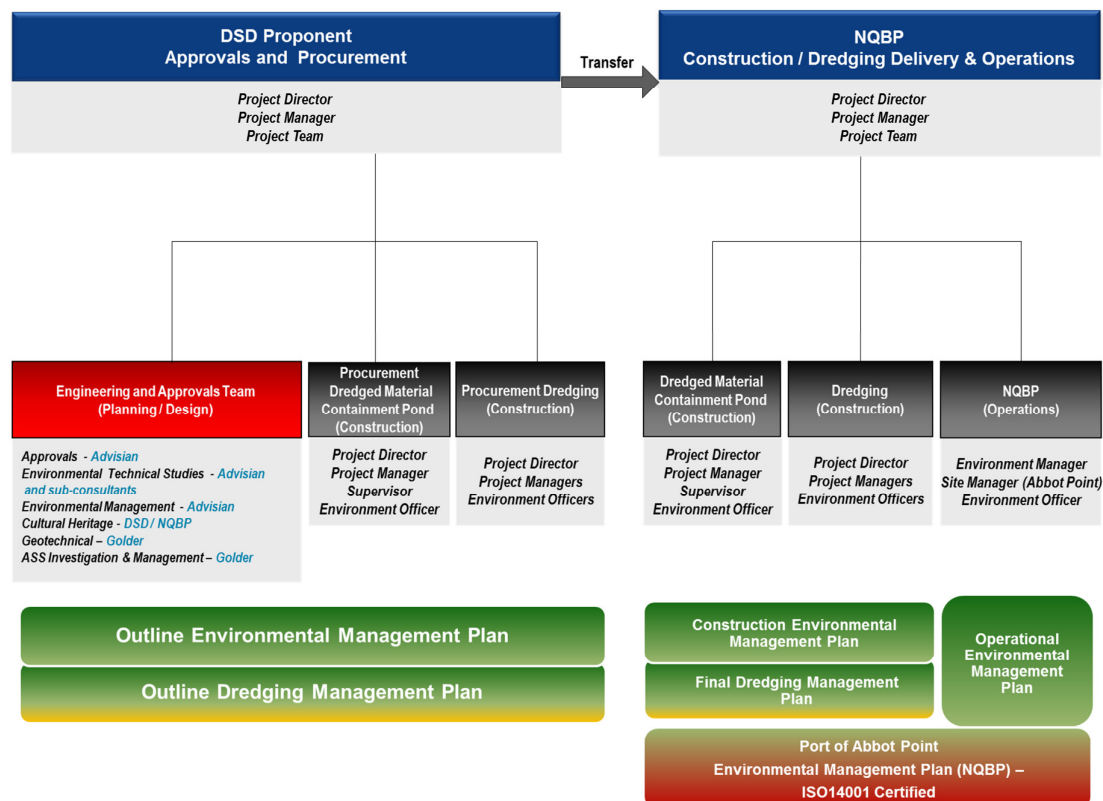 DSD Proponent
Approvals and Procurement
Project Director
Project Manager
Project Team
Transfer
NQBP
Construction / Dredging Delivery & Operations
Project Director
Project Manager
Project Team
Engineering and Approvals Team
(Planning / Design)
Approvals - Advisian
Environmental Technical Studies - Advisian
and sub-consultants
Environmental Management - Advisian
Cultural Heritage - DSD / NQBP
Geotechnical – Golder
ASS Investigation & Management – Golder
Procurement
Dredged Material
Containment Pond
(Construction)
Project Director
Project Manager
Supervisor
Environment Officer
Procurement Dredging
(Construction)
Project Director
Project Managers
Environment Officers
Dredged Material
Containment Pond
(Construction)
Project Director
Project Manager
Supervisor
Environment Officer
Dredging
(Construction)
Project Director
Project Managers
Environment Officers
NQBP
(Operations)
Environment Manager
Site Manager (Abbot Point)
Environment Officer
Outline Environmental Management Plan
Outline Dredging Management Plan
Construction Environmental
Management Plan
Final Dredging Management
Plan
Operational
Environmental
Management
Plan
Port of Abbot Point
Environmental Management Plan (NQBP) –
ISO14001 Certified